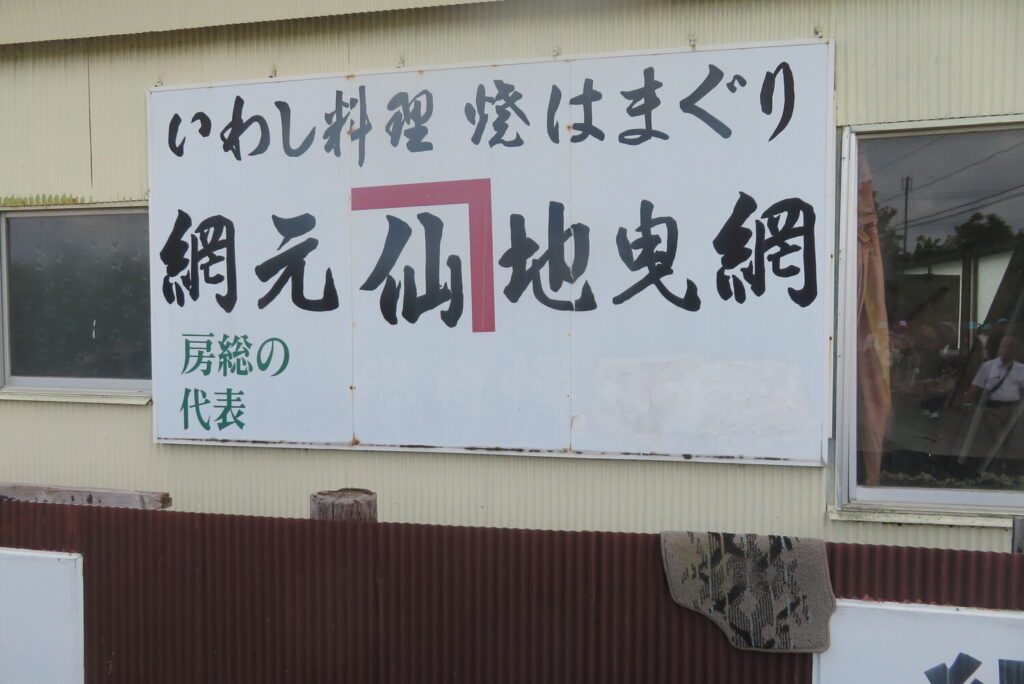 いわし料理 焼はまぐり
網元 仙 地曳網
房総の
代表